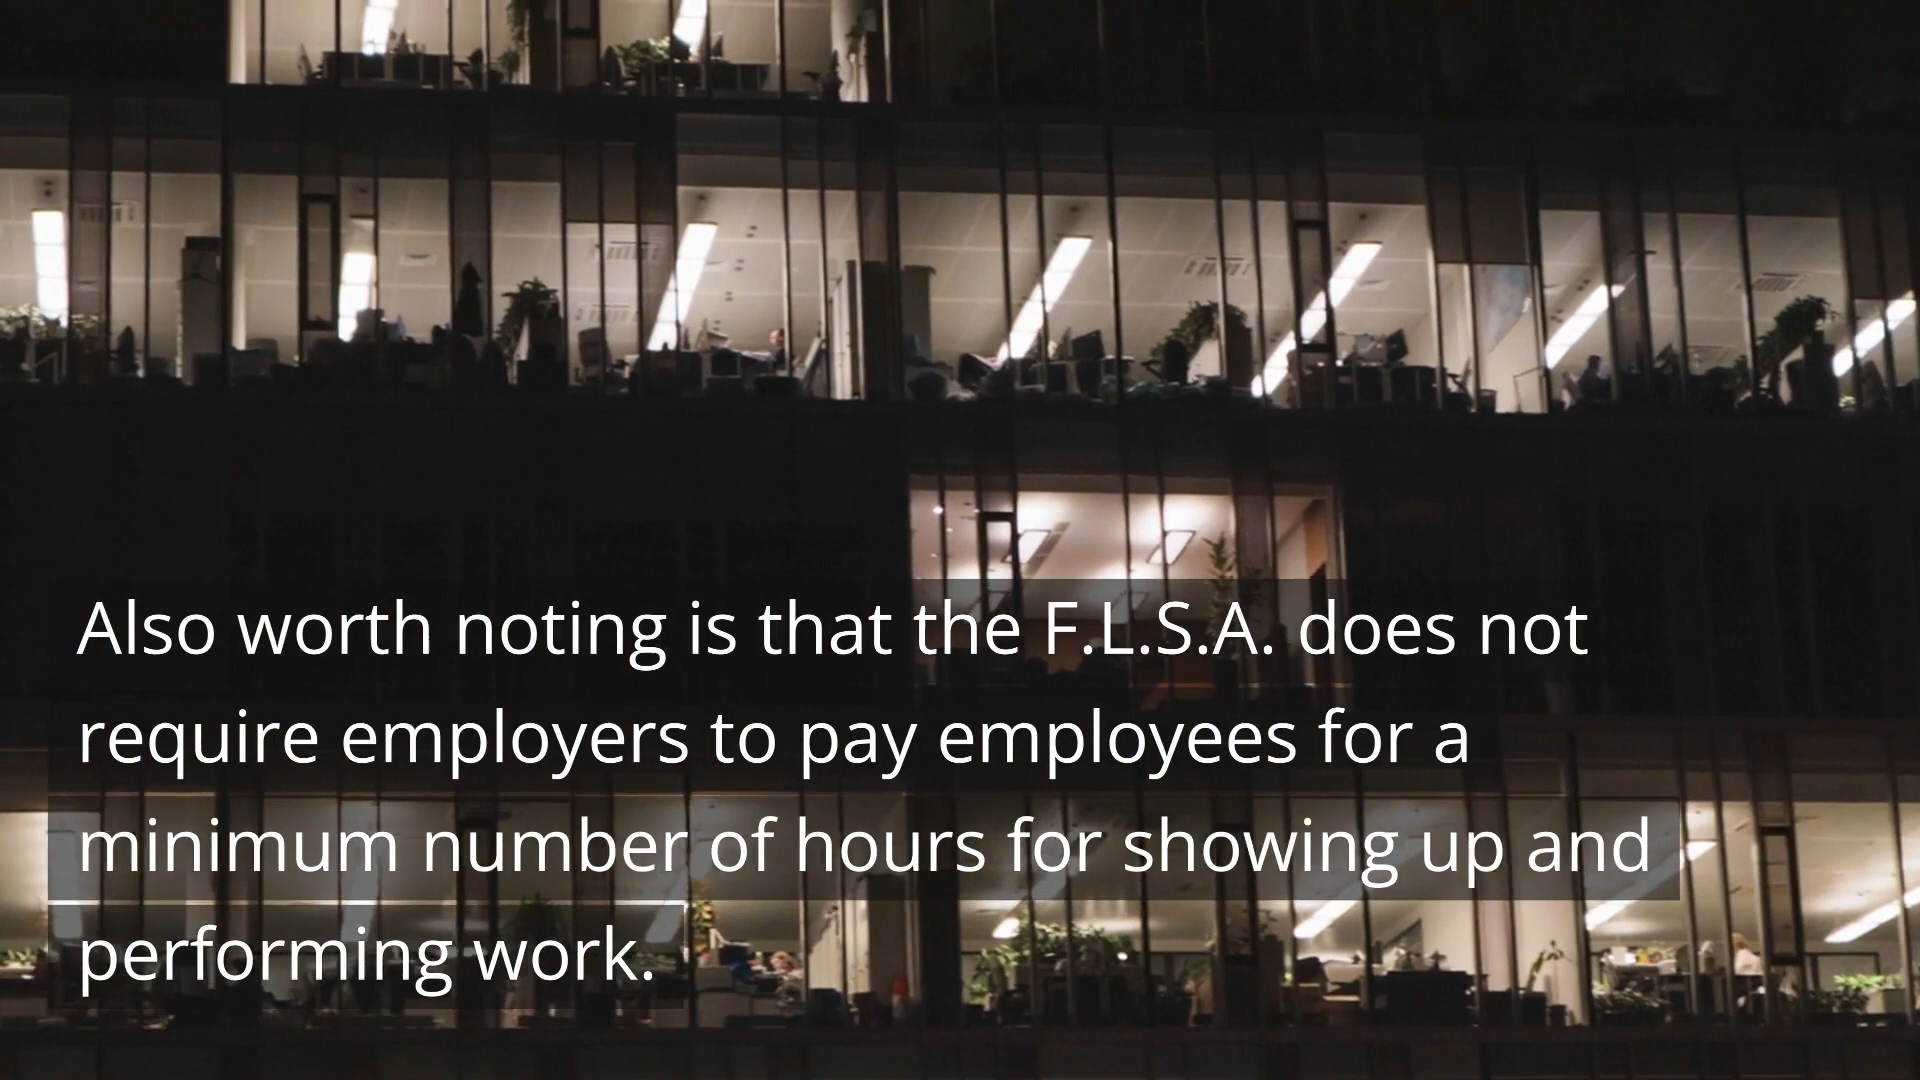 Also worth noting is that the F.L.S.A. does not
require employers to pay employees for a
minimum number of hours for showing up and
performing work.